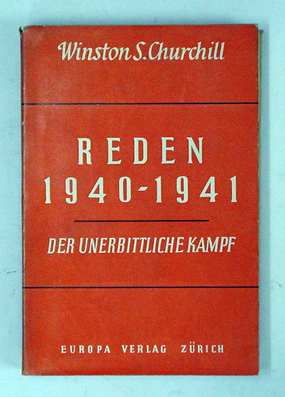 Winston S. Churchill
REDEN
1940-1941
DER UNERBITTLICHE KAMPF
EUROPA VERLAG ZÜRICH